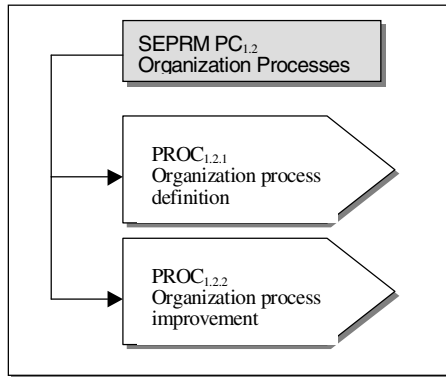 SEPRM PC1.2
Organization Processes
PROC1.2.1
Organization process
definition
PROC1.2.2
Organization process
improvement